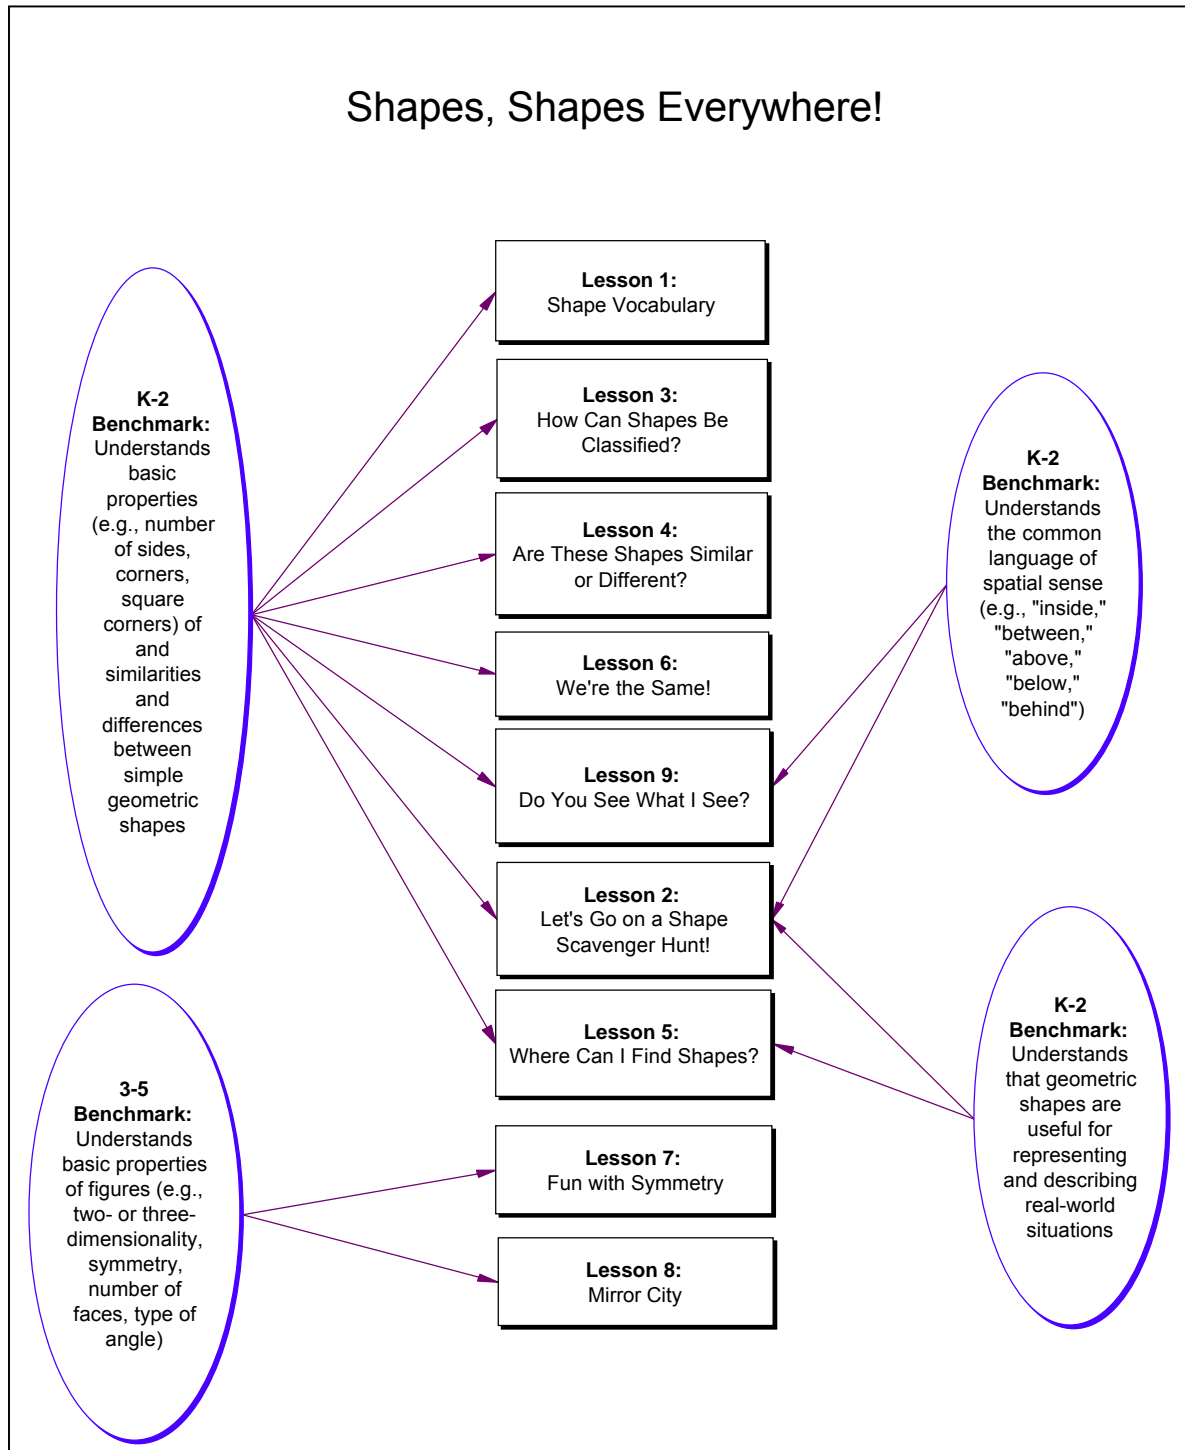 Shapes, Shapes Everywhere!
K-2
Benchmark:
Understands
basic
properties
(e.g., number
of sides,
corners,
square
corners) of
and
similarities
and
differences
between
simple
geometric
shapes
3-5
Benchmark:
Understands
basic properties
of figures (e.g.,
two- or three-
dimensionality,
symmetry,
number of
faces, type of
angle)
Lesson 1:
Shape Vocabulary
Lesson 3:
How Can Shapes Be
Classified?
Lesson 4:
Are These Shapes Similar
or Different?
Lesson 6:
We're the Same!
Lesson 9:
Do You See What I See?
Lesson 2:
Let's Go on a Shape
Scavenger Hunt!
Lesson 5:
Where Can I Find Shapes?
Lesson 7:
Fun with Symmetry
Lesson 8:
Mirror City
K-2
Benchmark:
Understands
the common
language of
spatial sense
(e.g., "inside,"
"between,"
"above,"
"below,"
"behind")
K-2
Benchmark:
Understands
that geometric
shapes are
useful for
representing
and describing
real-world
situations